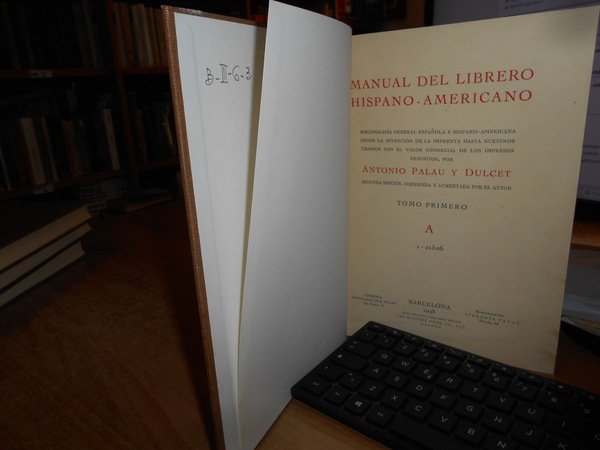 3-II-6-3
MANUAL DEL LIBRERO
HISPANO-AMERICANO
BIBLIOGRAFÍA GENERAL ESPAÑOLA E HISPANO-AMERICANA
DESDE LA INVENCIÓN DE LA IMPRENTA HASTA NUESTROS
TIEMPOS CON EL VALOR COMERCIAL DE LOS IMPRESOS
DESCRITOS, POR
ANTONIO PALAU Y DULCET
SEGUNDA EDICIÓN CORREGIDA Y AUMENTADA POR EL AUTOR
TOMO PRIMERO
A
BARCELONA
1948